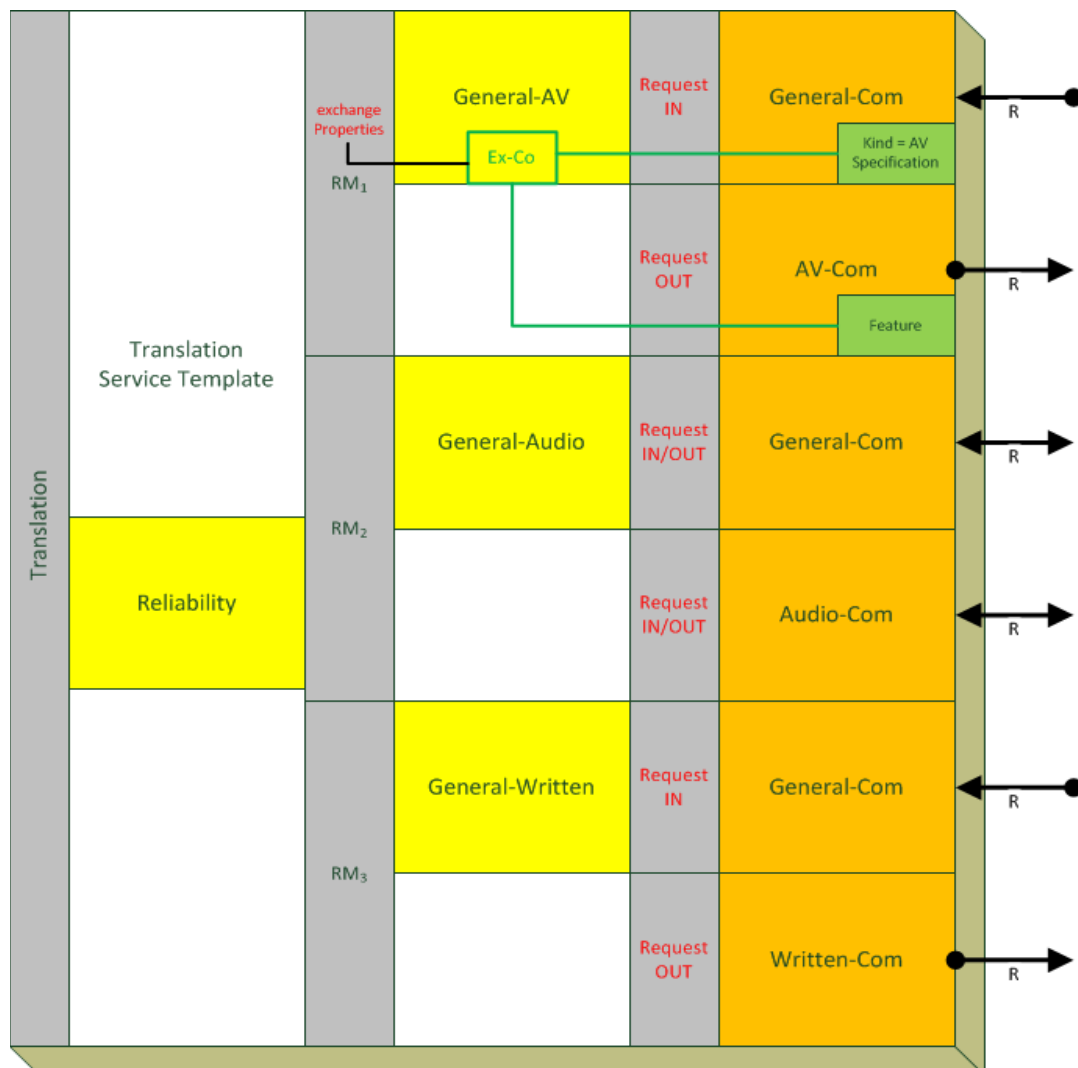 Translation
Translation
Service Template
Reliability
exchange
Properties
RM₁
General-AV
Ex-Co
Request
IN
General-Com
Kind = AV
Specification
R
Request
OUT
AV-Com
Feature
R
RM₂
General-Audio
Request
IN/OUT
General-Com
R
Request
IN/OUT
Audio-Com
R
RM₃
General-Written
Request
IN
General-Com
R
Request
OUT
Written-Com
R